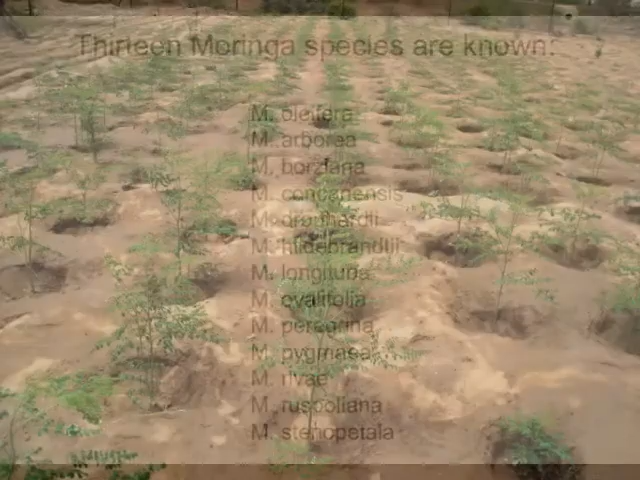 Thirteen Moringa species are known:
M. oleifera
M. arborea
M. borziana
M. concanensis
M. drouhardii
M. hildebrandtii
M. longituba
M. ovalifolia
M. peregrina
M. pygmaea
M. rivae
M. ruspoliana
M. stenopetala